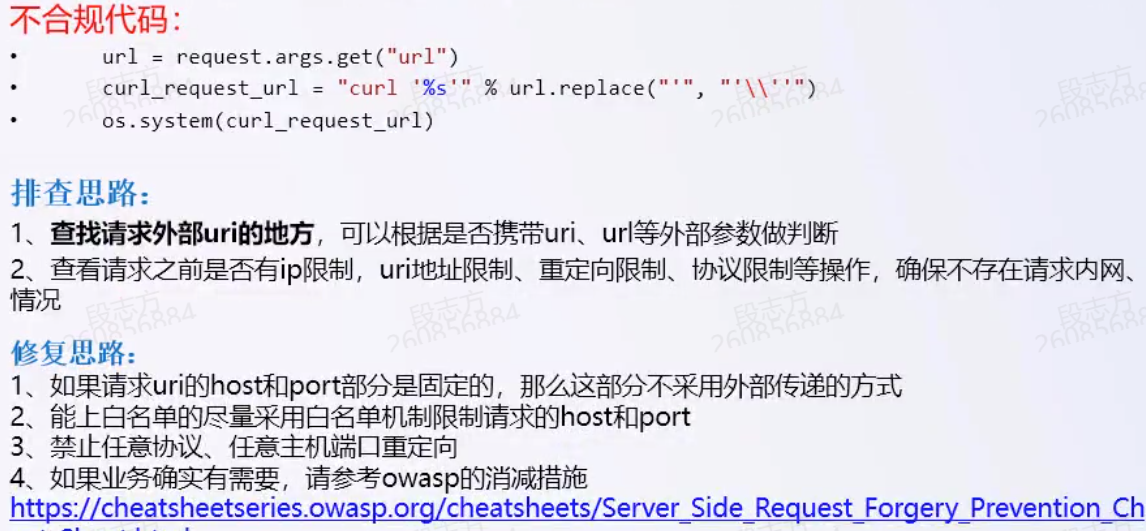 不合规代码：
• url = request.args.get("url")
• curl_request_url = "curl '%s'" % url.replace("'", "'\\''")
• os.system(curl_request_url)
排查思路：
1、查找请求外部uri的地方，可以根据是否携带uri、url等外部参数做判断
2、查看请求之前是否有ip限制，uri地址限制、重定向限制、协议限制等操作，确保不存在请求内网、
情况
修复思路：
1、如果请求uri的host和port部分是固定的，那么这部分不采用外部传递的方式
2、能上白名单的尽量采用白名单机制限制请求的host和port
3、禁止任意协议、任意主机端口重定向
4、如果业务确实有需要，请参考owasp的消减措施
https://cheatsheetseries.owasp.org/cheatsheets/Server_Side_Request_Forgery_Prevention_Ch